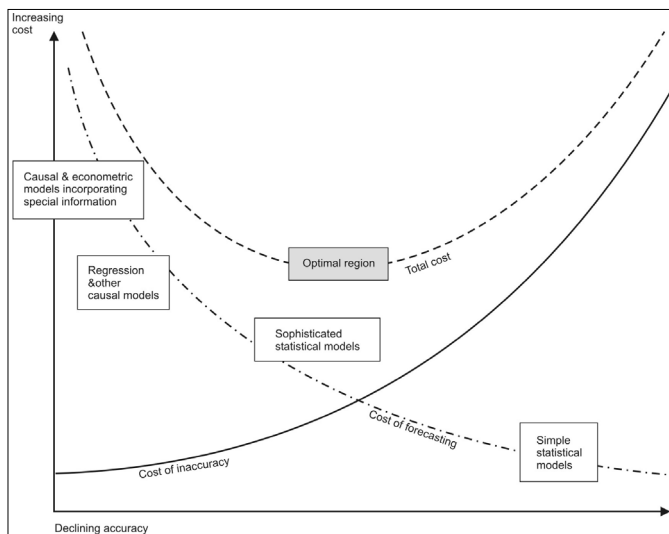 Increasing
cost
Causal & econometric
models incorporating
special information
Regression
&other
causal models
Optimal region
Total cost
Sophisticated
statistical models
Cost of forecasting
Simple
statistical
models
Cost of inaccuracy
Declining accuracy